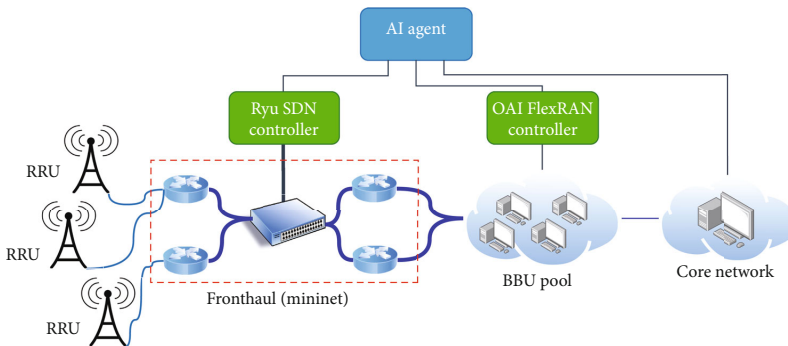 AI agent
Ryu SDN
controller
OAI FlexRAN
controller
RRU
RRU
RRU
Fronthaul (mininet)
BBU pool
Core network